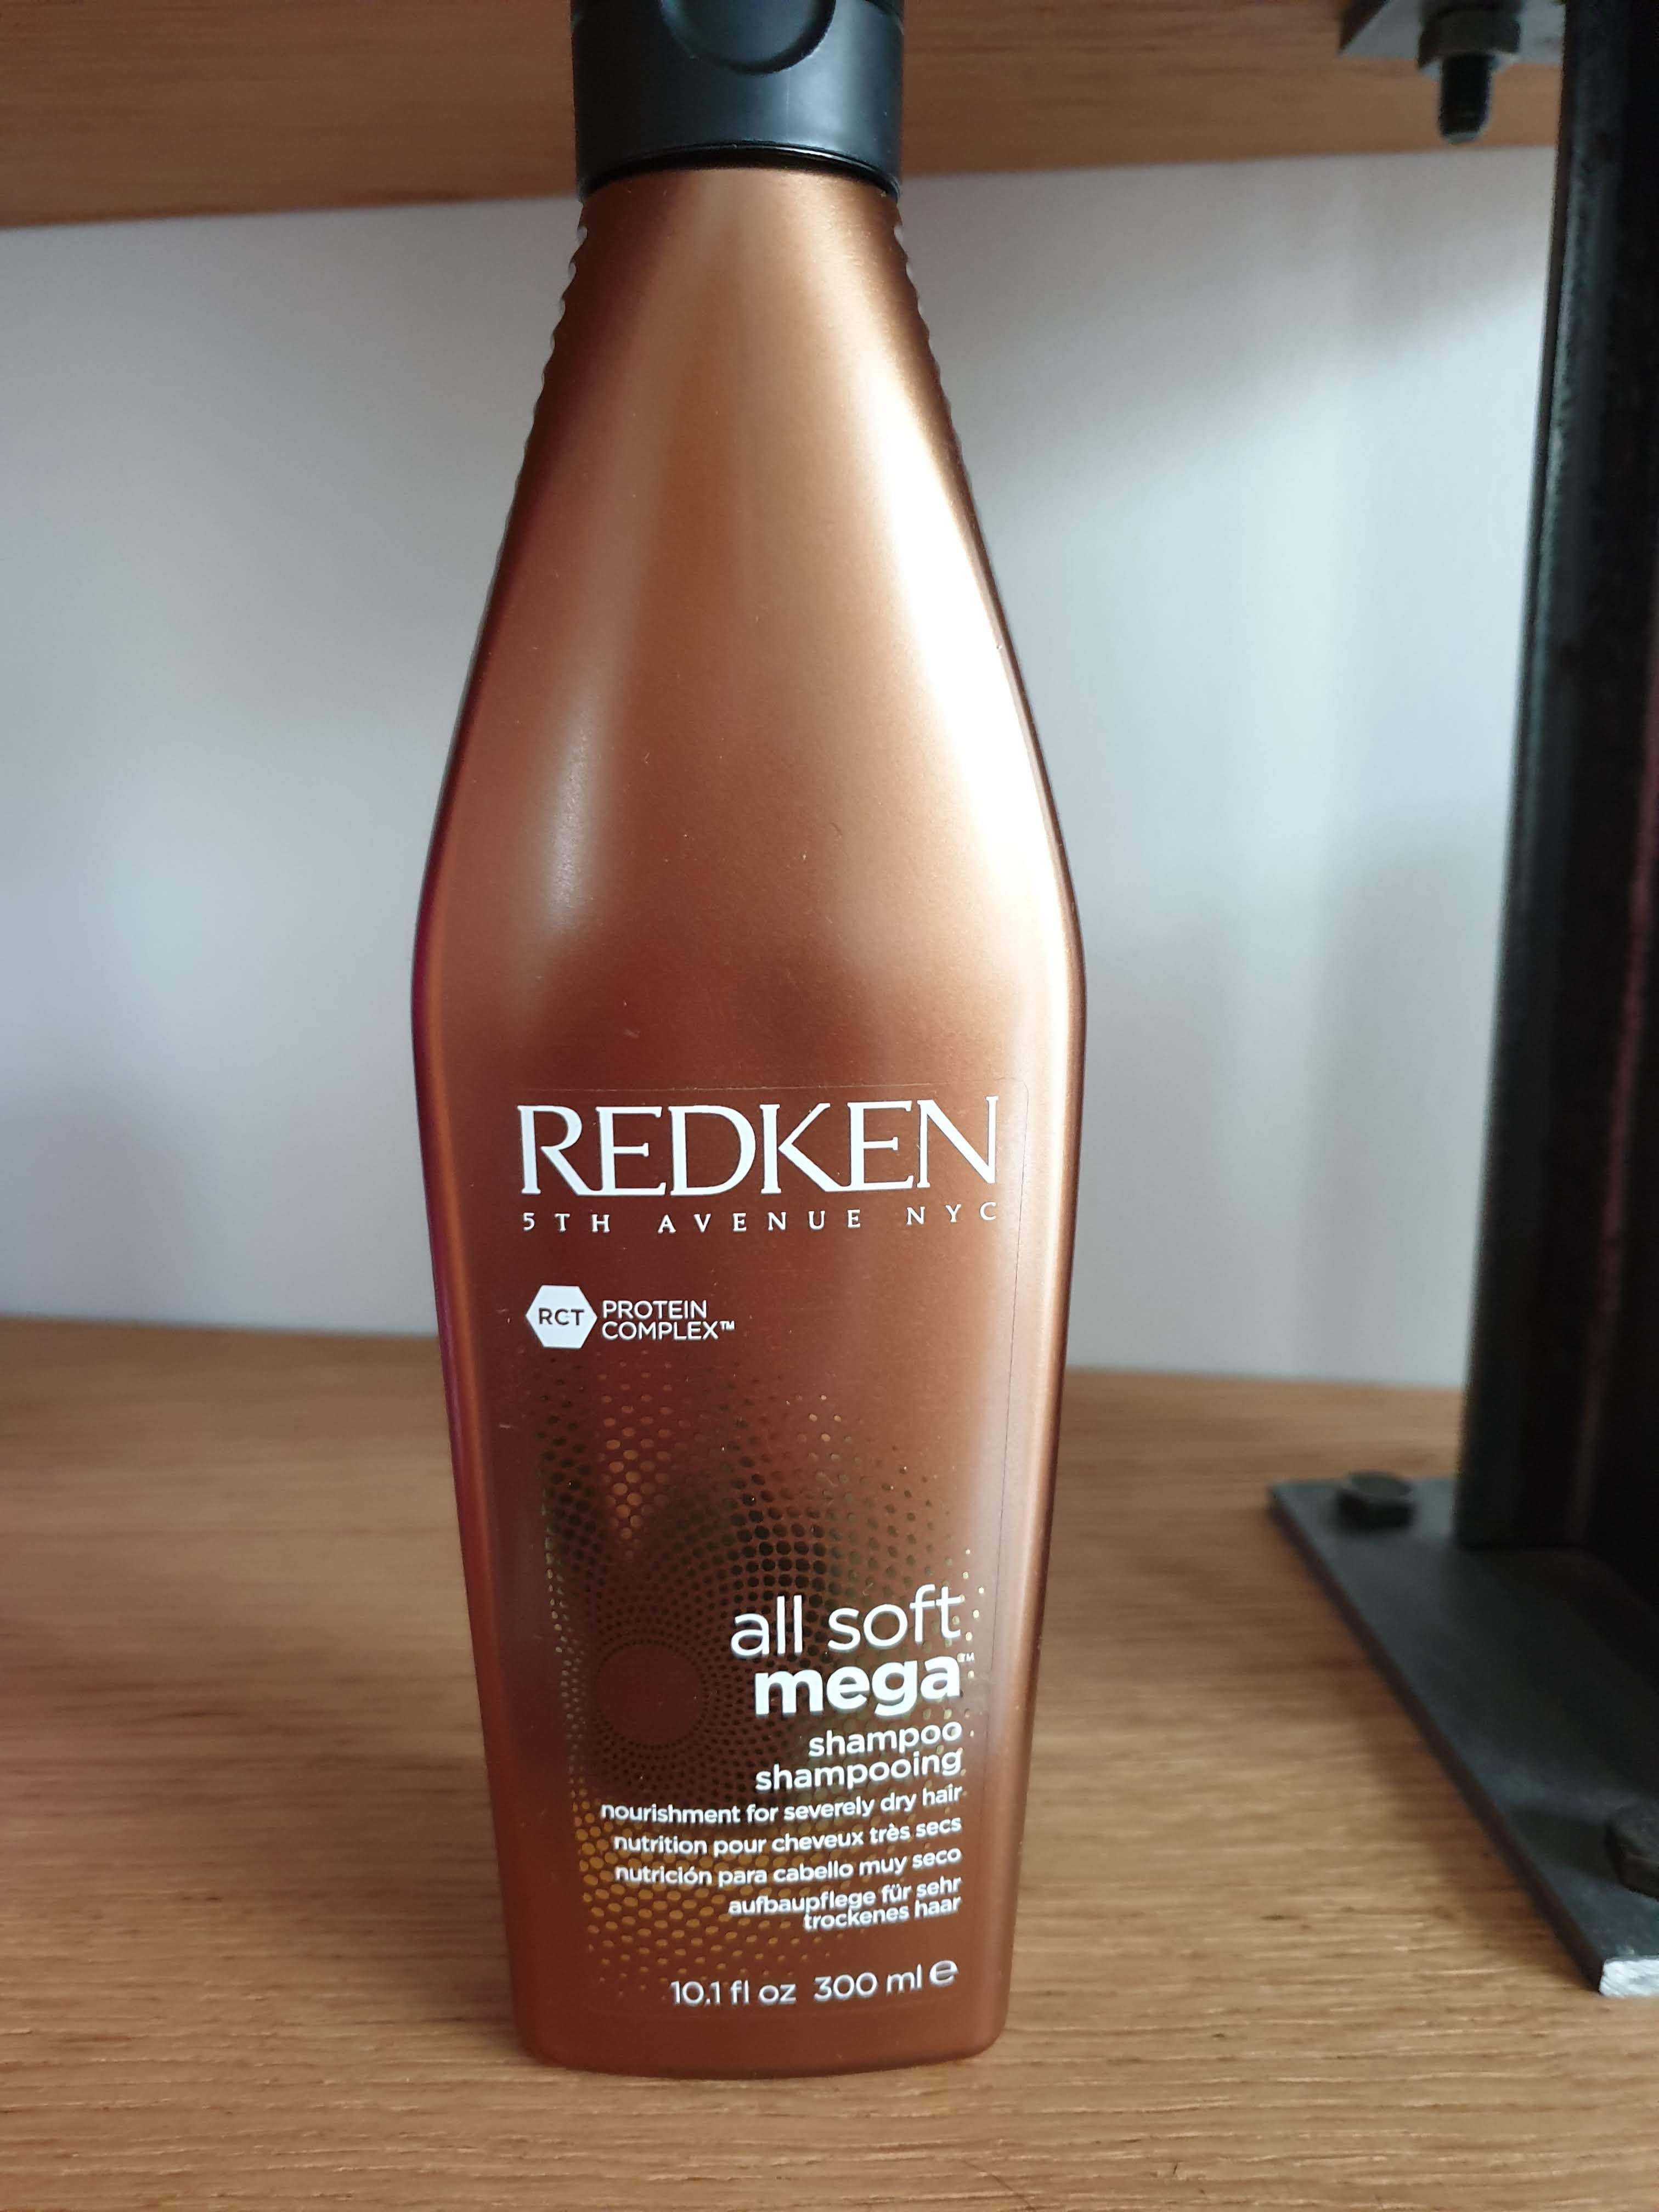 REDKEN
5TH AVENUE NYC
RCT PROTEIN
COMPLEX™
all soft
mega™
shampoo
shampooing
nourishment for severely dry hair
nutrition pour cheveux très secs
nutrición para cabello muy seco
aufbaupflege für sehr
trockenes haar
10.1 fl oz 300 ml ℮